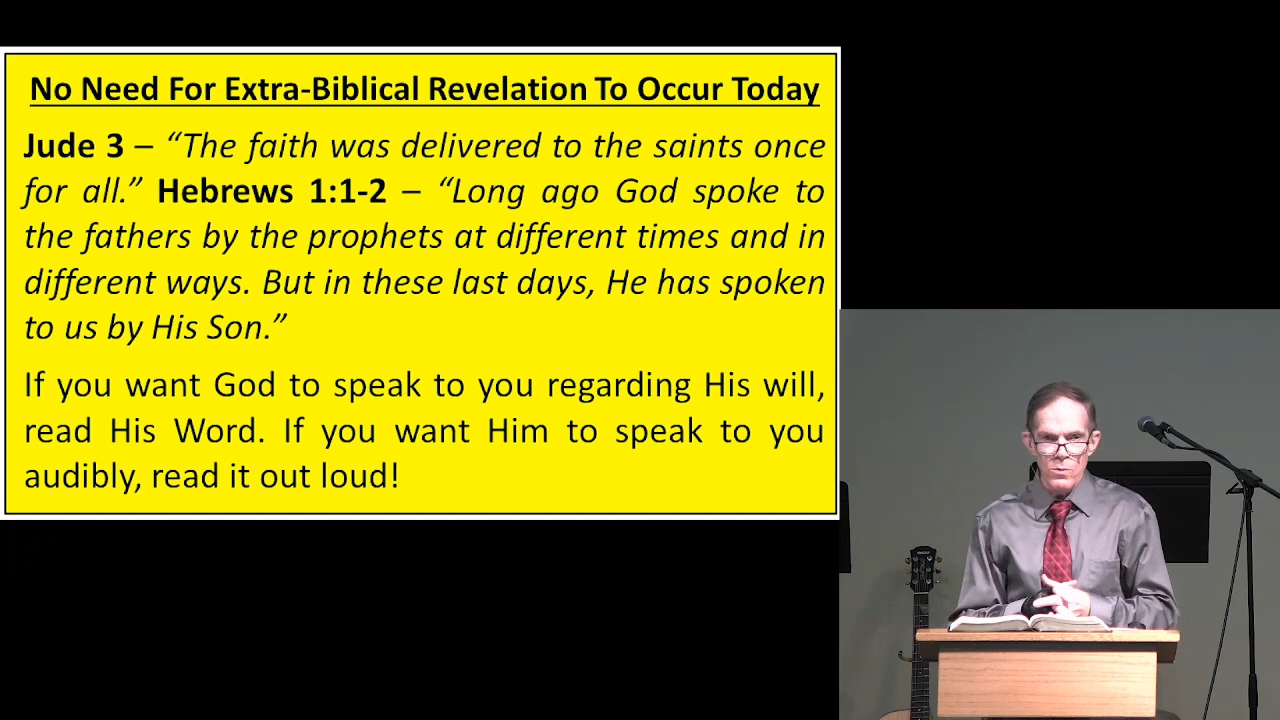 No Need For Extra-Biblical Revelation To Occur Today
Jude 3 – “The faith was delivered to the saints once
for all.” Hebrews 1:1-2 – “Long ago God spoke to
the fathers by the prophets at different times and in
different ways. But in these last days, He has spoken
to us by His Son.”
If you want God to speak to you regarding His will,
read His Word. If you want Him to speak to you
audibly, read it out loud!